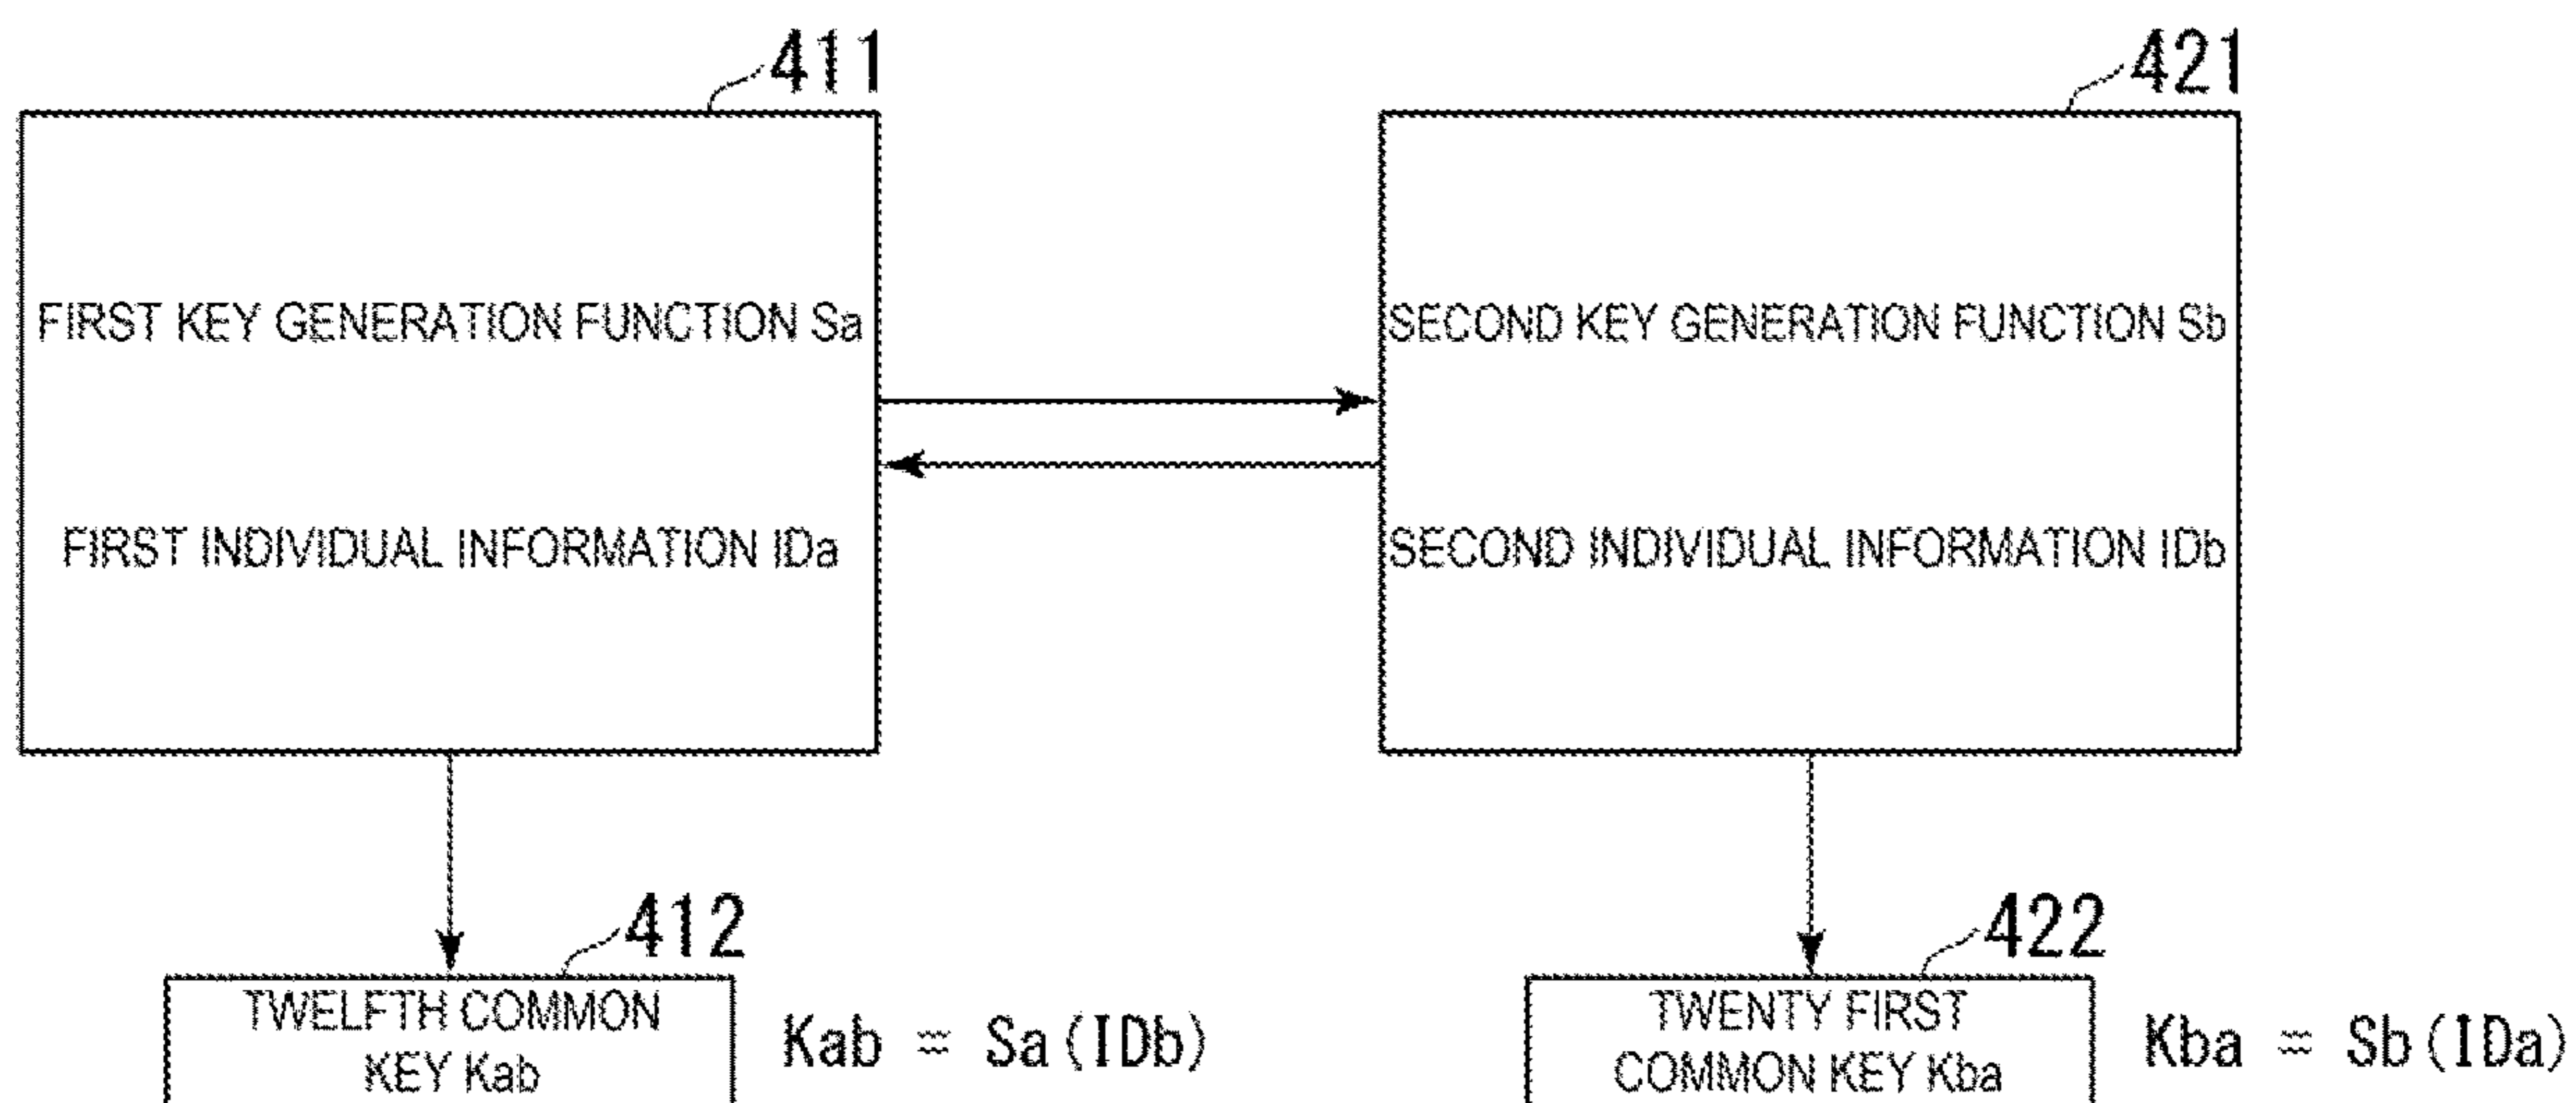 411
421
FIRST KEY GENERATION FUNCTION Sa
SECOND KEY GENERATION FUNCTION Sb
FIRST INDIVIDUAL INFORMATION IDa
SECOND INDIVIDUAL INFORMATION IDb
412
422
TWELFTH COMMON
KEY Kab
Kab = Sa(IDb)
TWENTY FIRST
COMMON KEY Kba
Kba = Sb(IDa)